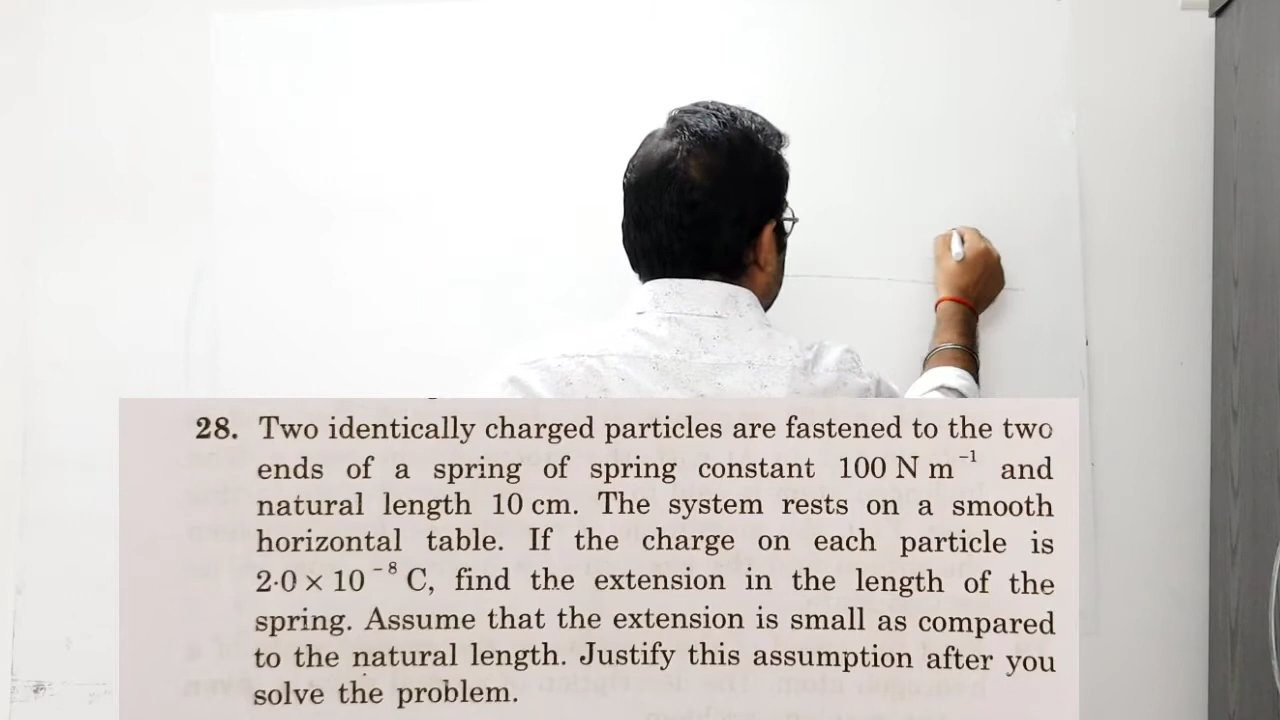 28. Two identically charged particles are fastened to the two
ends of a spring of spring constant 100 N m⁻¹ and
natural length 10 cm. The system rests on a smooth
horizontal table. If the charge on each particle is
2·0 × 10⁻⁸ C, find the extension in the length of the
spring. Assume that the extension is small as compared
to the natural length. Justify this assumption after you
solve the problem.